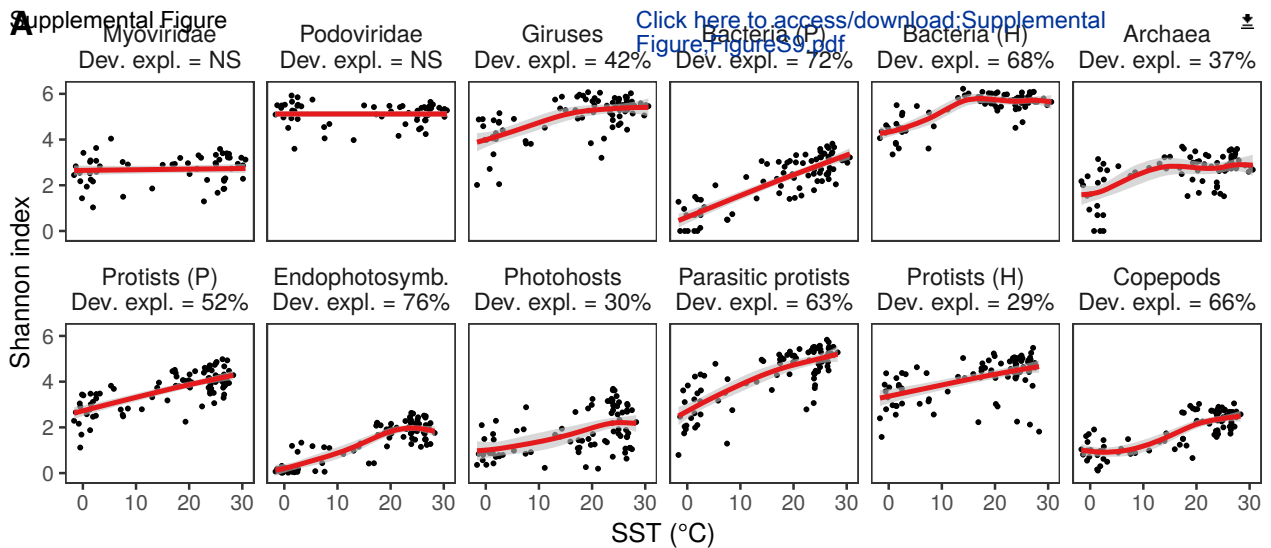 Supplemental Figure
A
Click here to access/download;Supplemental
Figure;FigureS9.pdf
Myoviridae
Dev. expl. = NS
Podoviridae
Dev. expl. = NS
Giruses
Dev. expl. = 42%
Bacteria (P)
Dev. expl. = 72%
Bacteria (H)
Dev. expl. = 68%
Archaea
Dev. expl. = 37%
6
4
2
0
Protists (P)
Dev. expl. = 52%
Endophotosymb.
Dev. expl. = 76%
Photohosts
Dev. expl. = 30%
Parasitic protists
Dev. expl. = 63%
Protists (H)
Dev. expl. = 29%
Copepods
Dev. expl. = 66%
6
4
2
0
Shannon index
0 10 20 30
0 10 20 30
0 10 20 30
0 10 20 30
0 10 20 30
0 10 20 30
SST (°C)